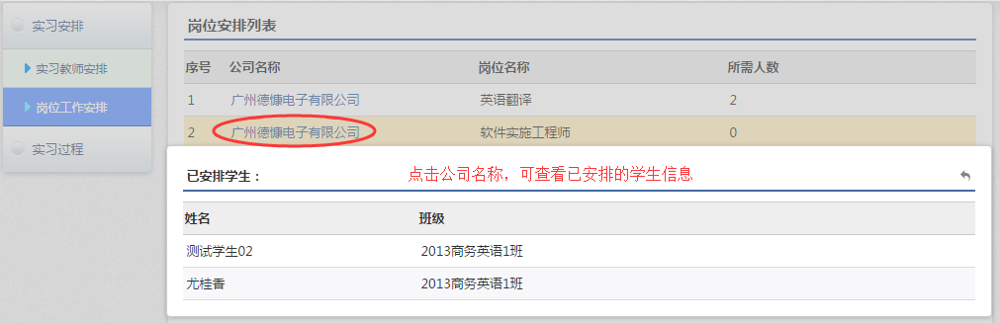 实习安排
实习教师安排
岗位工作安排
实习过程
岗位安排列表
序号 公司名称 岗位名称 所需人数
1 广州德慷电子有限公司 英语翻译 2
2 广州德慷电子有限公司 软件实施工程师 0
已安排学生： 点击公司名称，可查看已安排的学生信息
姓名 班级
测试学生02 2013商务英语1班
尤桂香 2013商务英语1班